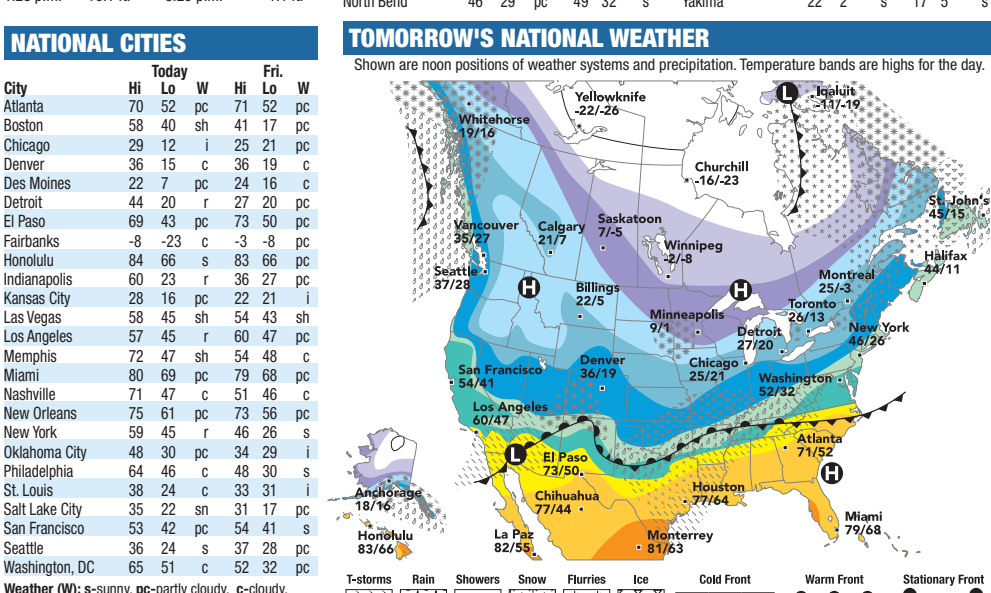 North Bend 46 29 pc 49 32 s Yakima 22 2 s 17 5 s
NATIONAL CITIES
Today Fri.
City Hi Lo W Hi Lo W
Atlanta 70 52 pc 71 52 pc
Boston 58 40 sh 41 17 pc
Chicago 29 12 i 25 21 pc
Denver 36 15 c 36 19 c
Des Moines 22 7 pc 24 16 c
Detroit 44 20 r 27 20 pc
El Paso 69 43 pc 73 50 pc
Fairbanks -8 -23 c -3 -8 pc
Honolulu 84 66 s 83 66 pc
Indianapolis 60 23 r 36 27 pc
Kansas City 28 16 pc 22 21 i
Las Vegas 58 45 sh 54 43 sh
Los Angeles 57 45 r 60 47 pc
Memphis 72 47 sh 54 48 c
Miami 80 69 pc 79 68 pc
Nashville 71 47 c 51 46 c
New Orleans 75 61 pc 73 56 pc
New York 59 45 r 46 26 s
Oklahoma City 48 30 pc 34 29 i
Philadelphia 64 46 c 48 30 s
St. Louis 38 24 c 33 31 i
Salt Lake City 35 22 sn 31 17 pc
San Francisco 53 42 pc 54 41 s
Seattle 36 24 s 37 28 pc
Washington, DC 65 51 c 52 32 pc
Weather (W): s-sunny, pc-partly cloudy, c-cloudy,
TOMORROW'S NATIONAL WEATHER
Shown are noon positions of weather systems and precipitation. Temperature bands are highs for the day.
L
Iqaluit
-11/-19
Yellowknife
-22/-26
Whitehorse
19/16
Churchill
-16/-23
St. John's
45/15
Vancouver
35/27
Calgary
21/7
Saskatoon
7/-5
Winnipeg
-2/-8
Halifax
44/11
Seattle
37/28
H
Billings
22/5
H
Montreal
25/-3
Toronto
26/13
Minneapolis
9/1
Detroit
27/20
New York
46/26
San Francisco
54/41
Denver
36/19
Chicago
25/21
Washington
52/32
Los Angeles
60/47
L
El Paso
73/50
Atlanta
71/52
H
Anchorage
18/16
Chihuahua
77/44
Houston
77/64
Honolulu
83/66
La Paz
82/55
Monterrey
81/63
Miami
79/68
T-storms Rain Showers Snow Flurries Ice Cold Front Warm Front Stationary Front